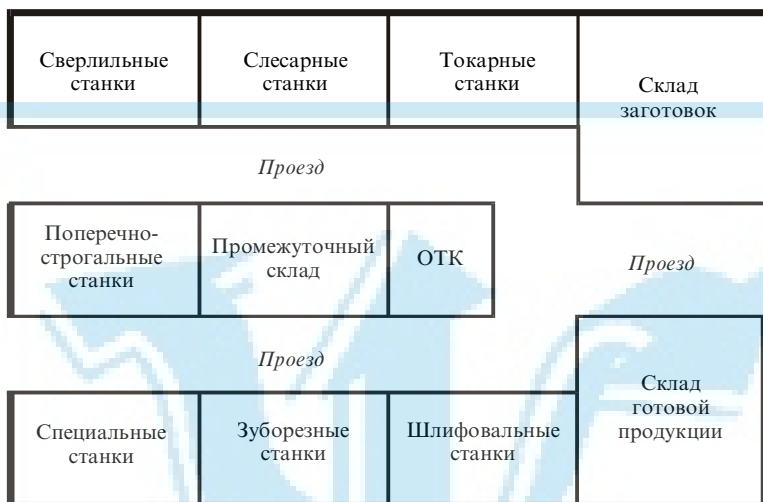 Сверлильные
станки
Слесарные
станки
Токарные
станки
Склад
заготовок
Проезд
Поперечно-
строгальные
станки
Промежуточный
склад
ОТК
Проезд
Проезд
Специальные
станки
Зуборезные
станки
Шлифовальные
станки
Склад
готовой
продукции